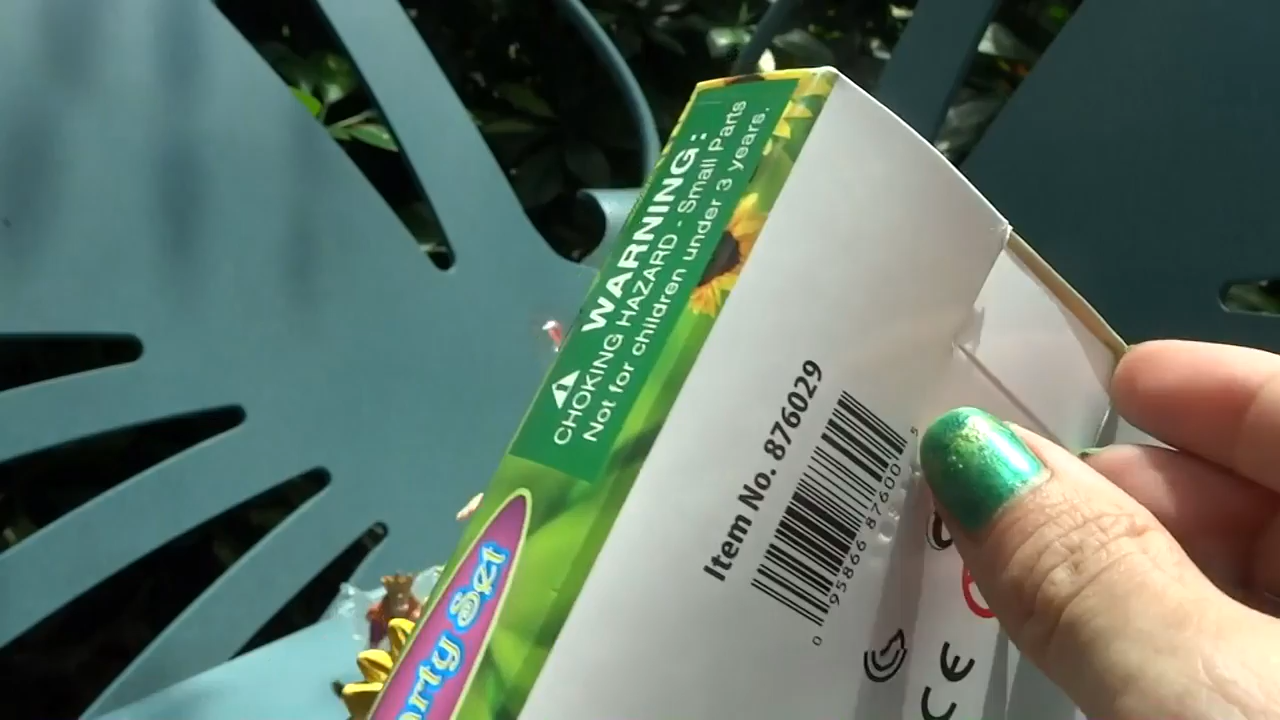 WARNING:
CHOKING HAZARD - Small Parts
Not for children under 3 years.
Set
Item No. 876029
0 95866 87600 5
CE